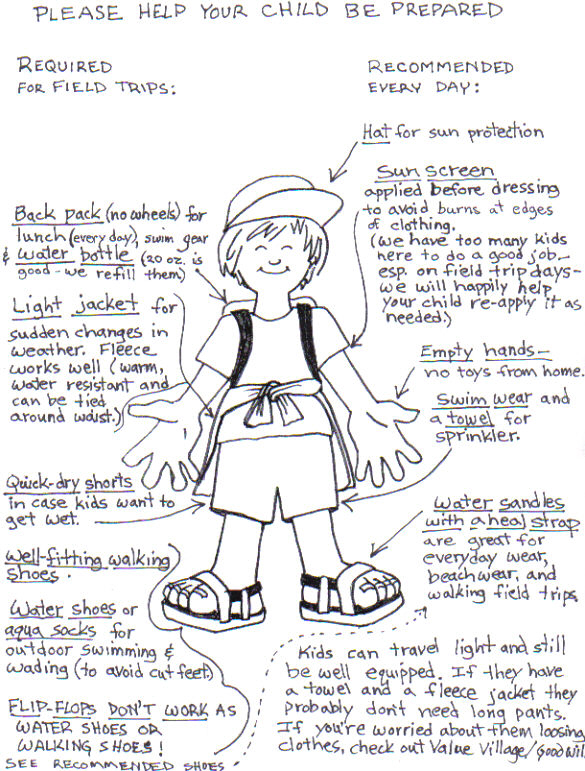 PLEASE HELP YOUR CHILD BE PREPARED
REQUIRED
FOR FIELD TRIPS:
Back pack (no wheels) for
lunch (every day), swim gear
& water bottle (20 oz. is
good - we refill them)
Light jacket for
sudden changes in
weather. Fleece
works well (warm,
water resistant and
can be tied
around waist.)
Quick-dry shorts
in case kids want to
get wet.
Well-fitting walking
shoes.
Water shoes or
aqua socks for
outdoor swimming &
wading (to avoid cut feet.)
FLIP-FLOPS DON'T WORK AS
WATER SHOES OR
WALKING SHOES!
SEE RECOMMENDED SHOES
RECOMMENDED
EVERY DAY:
Hat for sun protection
Sun screen
applied before dressing
to avoid burns at edges
of clothing.
(we have too many kids
here to do a good job -
esp. on field trip days -
we will happily help
your child re-apply it as
needed.)
Empty hands -
no toys from home.
Swim wear and
a towel for
sprinkler.
Water sandles
with a heal strap
are great for
everyday wear,
beachwear, and
walking field trips
Kids can travel light and still
be well equipped. If they have
a towel and a fleece jacket they
probably don't need long pants.
If you're worried about them loosing
clothes, check out Value Village/Good Will